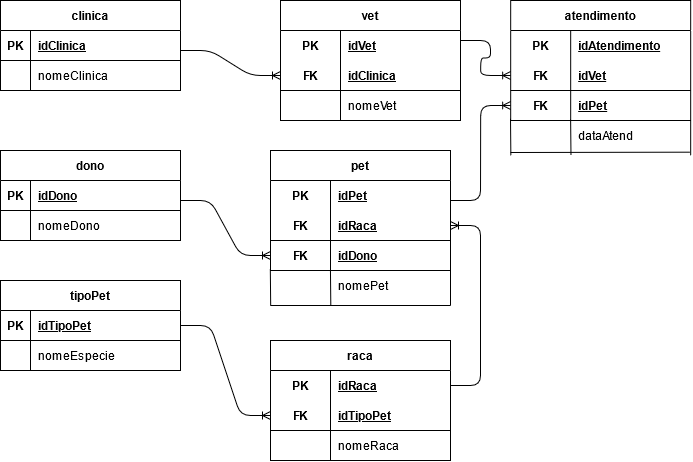 clinica
PK idClinica
nomeClinica
vet
PK idVet
FK idClinica
nomeVet
atendimento
PK idAtendimento
FK idVet
FK idPet
dataAtend
dono
PK idDono
nomeDono
pet
PK idPet
FK idRaca
FK idDono
nomePet
tipoPet
PK idTipoPet
nomeEspecie
raca
PK idRaca
FK idTipoPet
nomeRaca